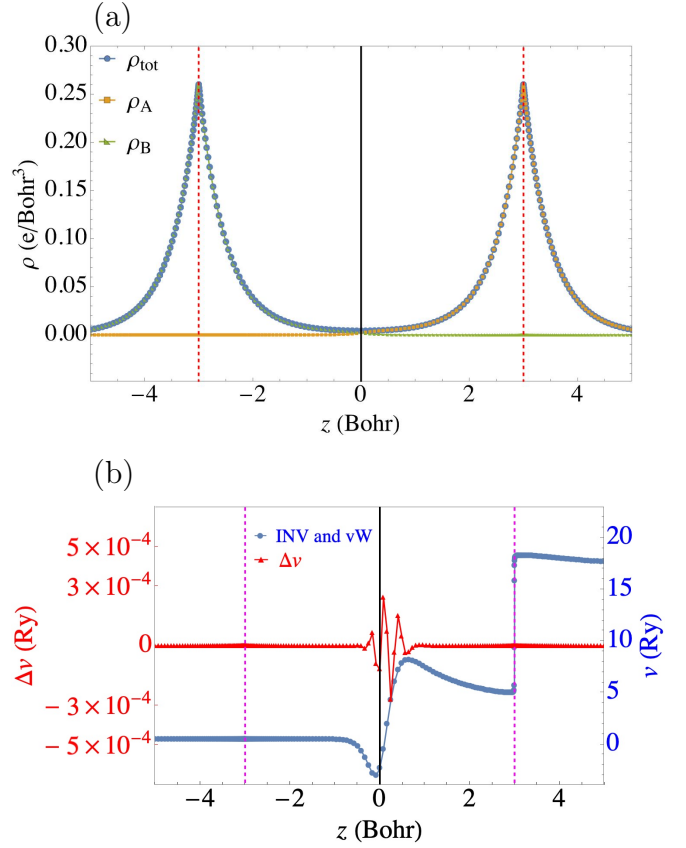 (a)
0.30
0.25
0.20
0.15
0.10
0.05
0.00
ρ (e/Bohr³)
ρtot
ρA
ρB
−4 −2 0 2 4
z (Bohr)
(b)
5×10⁻⁴
3×10⁻⁴
0
−3×10⁻⁴
−5×10⁻⁴
Δv (Ry)
INV and vW
Δv
20
15
10
5
0
v (Ry)
−4 −2 0 2 4
z (Bohr)